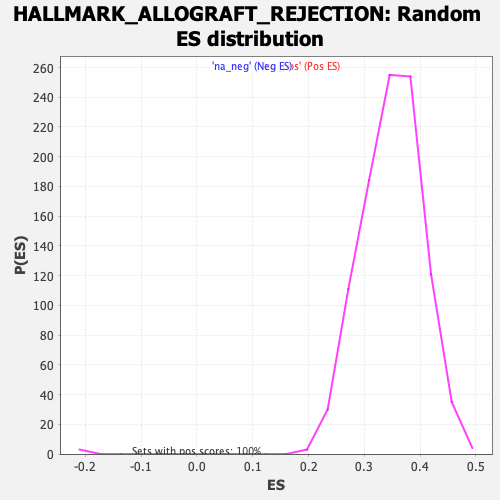 HALLMARK_ALLOGRAFT_REJECTION: Random
ES distribution
'na_neg' (Neg ES) (Pos ES)
P(ES)
260
240
220
200
180
160
140
120
100
80
60
40
20
0
Sets with pos scores: 100%
-0.2 -0.1 0.0 0.1 0.2 0.3 0.4 0.5
ES